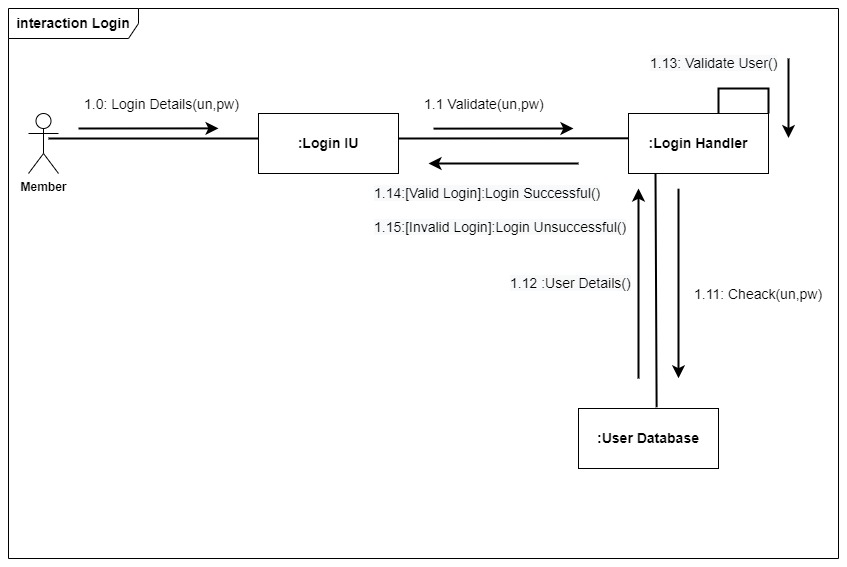 interaction Login
1.13: Validate User()
1.0: Login Details(un,pw)
1.1 Validate(un,pw)
:Login IU
:Login Handler
Member
1.14:[Valid Login]:Login Successful()
1.15:[Invalid Login]:Login Unsuccessful()
1.12 :User Details()
1.11: Cheack(un,pw)
:User Database